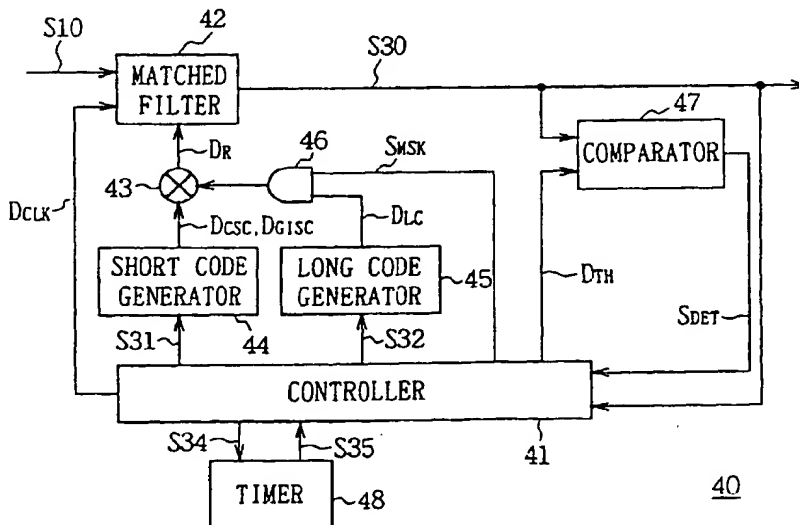 42
S10
MATCHED
FILTER
S30
47
COMPARATOR
DR
46
SMSK
43
DCLK
DCSC, DGISC
DLC
SHORT CODE
GENERATOR
LONG CODE
GENERATOR
45
DTH
SDET
S31
44
S32
CONTROLLER
41
S34
S35
TIMER
48
40